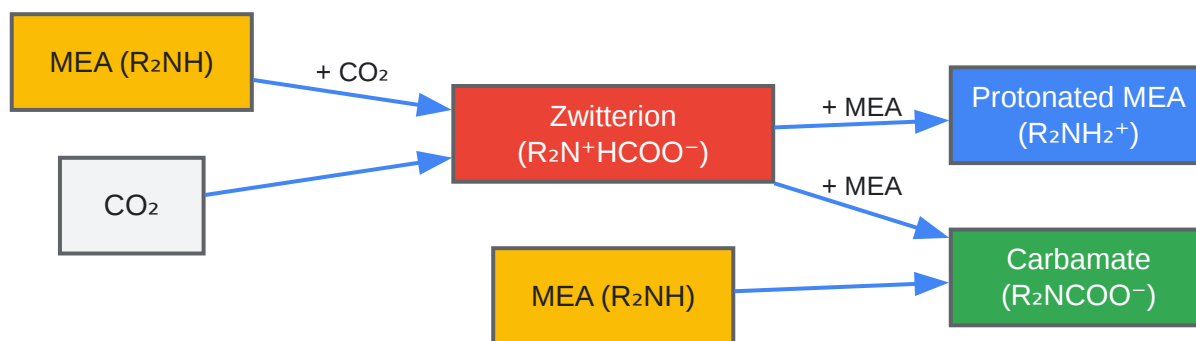 MEA (R₂NH)
+ CO₂
CO₂
Zwitterion
(R₂N⁺HCOO⁻)
+ MEA
+ MEA
Protonated MEA
(R₂NH₂⁺)
MEA (R₂NH)
Carbamate
(R₂NCOO⁻)